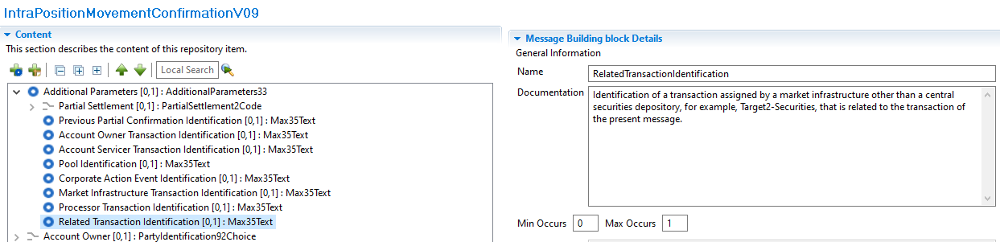 IntraPositionMovementConfirmationV09
Content
This section describes the content of this repository item.
Local Search
Additional Parameters [0,1] : AdditionalParameters33
Partial Settlement [0,1] : PartialSettlement2Code
Previous Partial Confirmation Identification [0,1] : Max35Text
Account Owner Transaction Identification [0,1] : Max35Text
Account Servicer Transaction Identification [0,1] : Max35Text
Pool Identification [0,1] : Max35Text
Corporate Action Event Identification [0,1] : Max35Text
Market Infrastructure Transaction Identification [0,1] : Max35Text
Processor Transaction Identification [0,1] : Max35Text
Related Transaction Identification [0,1] : Max35Text
Account Owner [0,1] : PartyIdentification92Choice
Message Building block Details
General Information
Name RelatedTransactionIdentification
Documentation Identification of a transaction assigned by a market infrastructure other than a central
securities depository, for example, Target2-Securities, that is related to the transaction of
the present message.
Min Occurs 0 Max Occurs 1